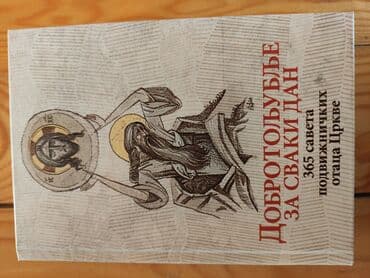 ДОБРОТОЉУБЉЕ
ЗА СВАКИ ДАН
365 савета
подвижничких
отаца Цркве